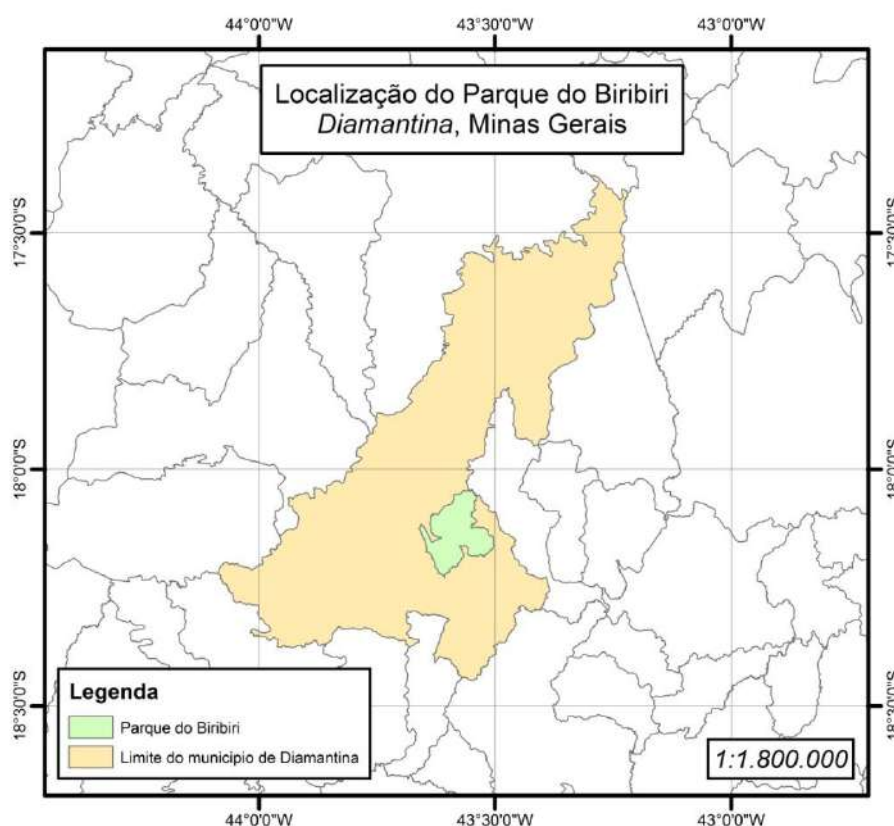 44°0'0"W 43°30'0"W 43°0'0"W
Localização do Parque do Biribiri
Diamantina, Minas Gerais
17°30'0"S 17°30'0"S
18°0'0"S 18°0'0"S
18°30'0"S 18°30'0"S
Legenda
Parque do Biribiri
Limite do município de Diamantina
1:1.800.000
44°0'0"W 43°30'0"W 43°0'0"W